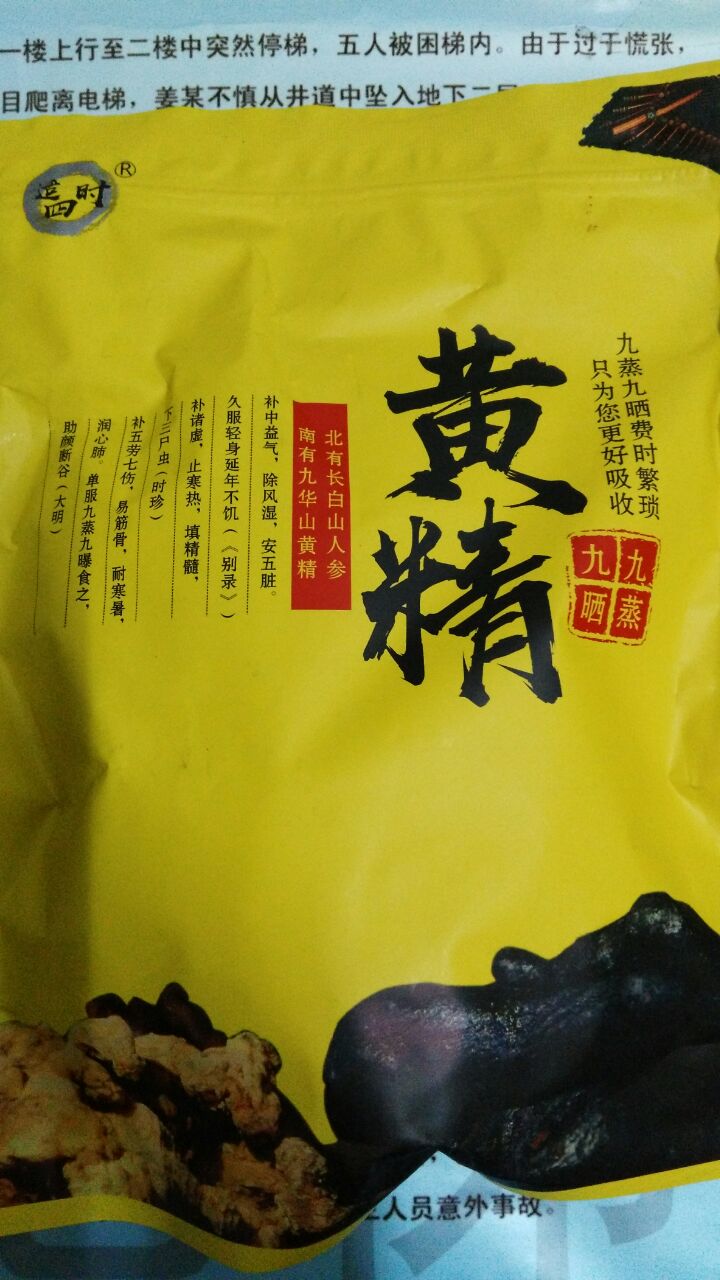 一楼上行至二楼中突然停梯，五人被困梯内。由于过于慌张，
目爬离电梯，姜某不慎从井道中坠入地下二层
四时
®
九蒸九晒费时繁琐
只为您更好吸收
九蒸
九晒
黄精
北有长白山人参
南有九华山黄精
补中益气，除风湿，安五脏。
久服轻身延年不饥（《别录》）
补诸虚，止寒热，填精髓，
下三尸虫（时珍）
补五劳七伤，易筋骨，耐寒暑，
润心肺。单服九蒸九曝食之，
助颜断谷（大明）
人员意外事故。